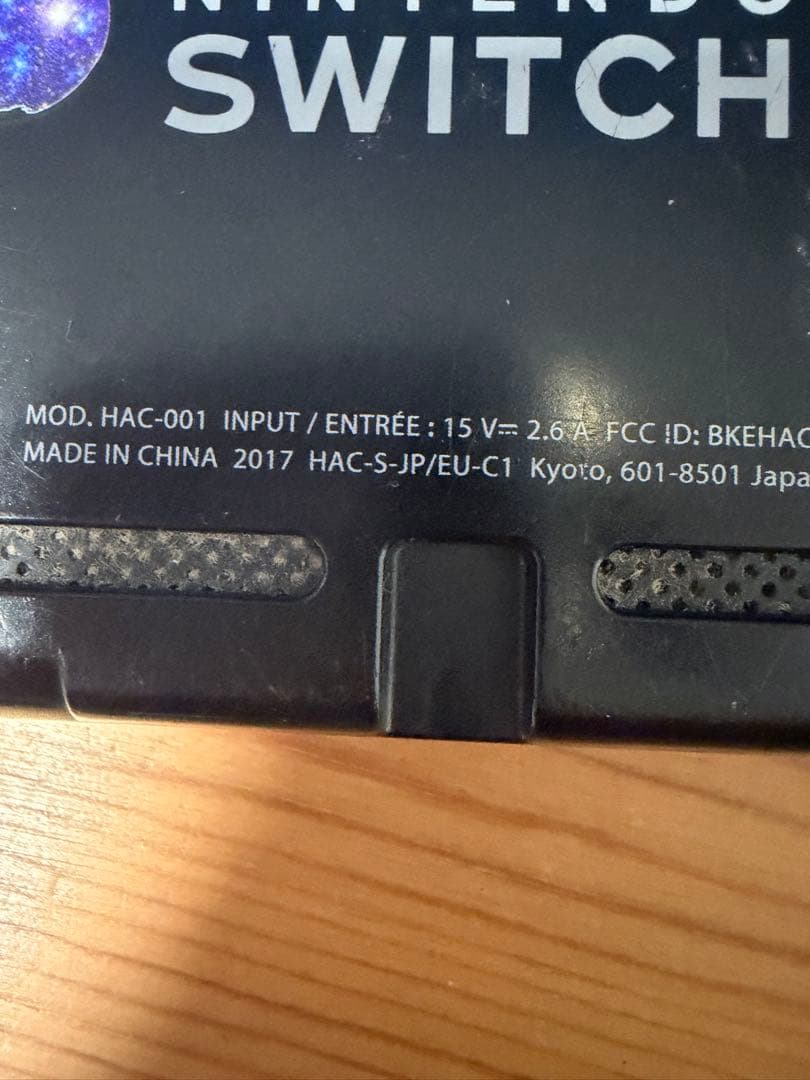 NINTENDO
SWITCH
MOD. HAC-001 INPUT / ENTRÉE : 15 V⎓ 2.6 A FCC ID: BKEHAC
MADE IN CHINA 2017 HAC-S-JP/EU-C1 Kyoto, 601-8501 Japa